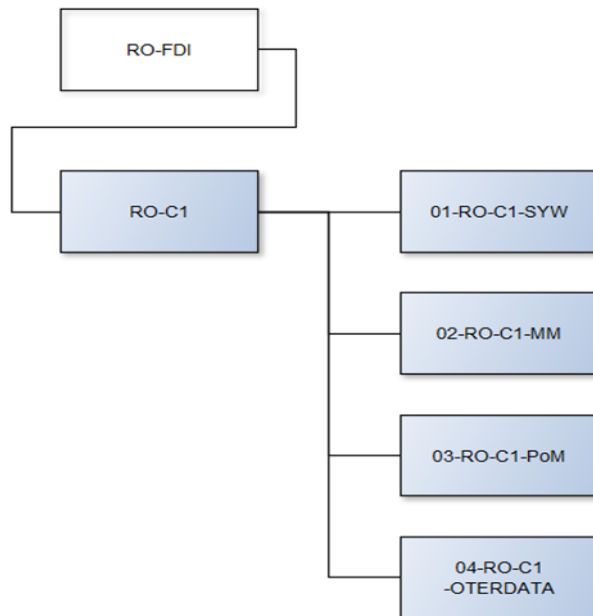 RO-FDI
RO-C1
01-RO-C1-SYW
02-RO-C1-MM
03-RO-C1-PoM
04-RO-C1
-OTERDATA